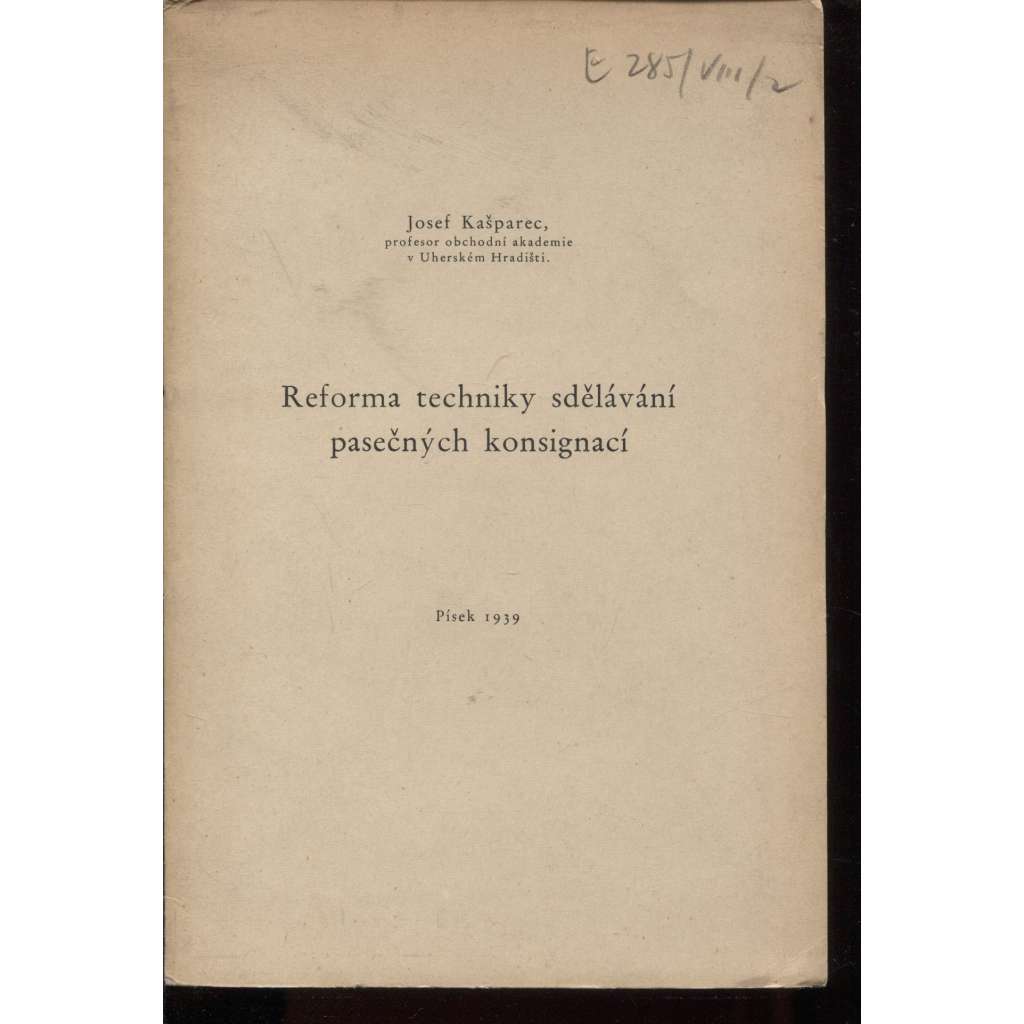 E 285/VIII/2
Josef Kašparec,
profesor obchodní akademie
v Uherském Hradišti.
Reforma techniky sdělávání
pasečných konsignací
Písek 1939